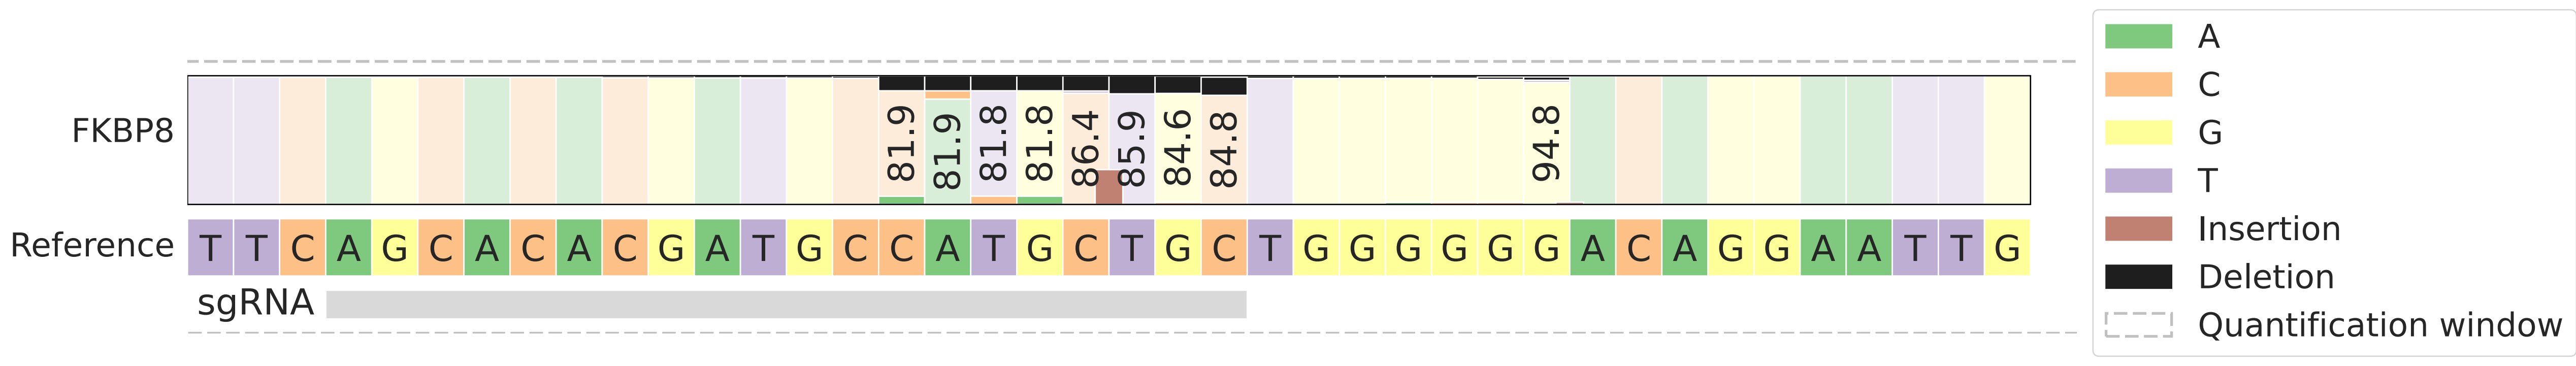 FKBP8
81.9 81.9 81.8 81.8 86.4 85.9 84.6 84.8 94.8
Reference T T C A G C A C A C G A T G C C A T G C T G C T G G G G G G A C A G G A A T T G
sgRNA
A
C
G
T
Insertion
Deletion
Quantification window